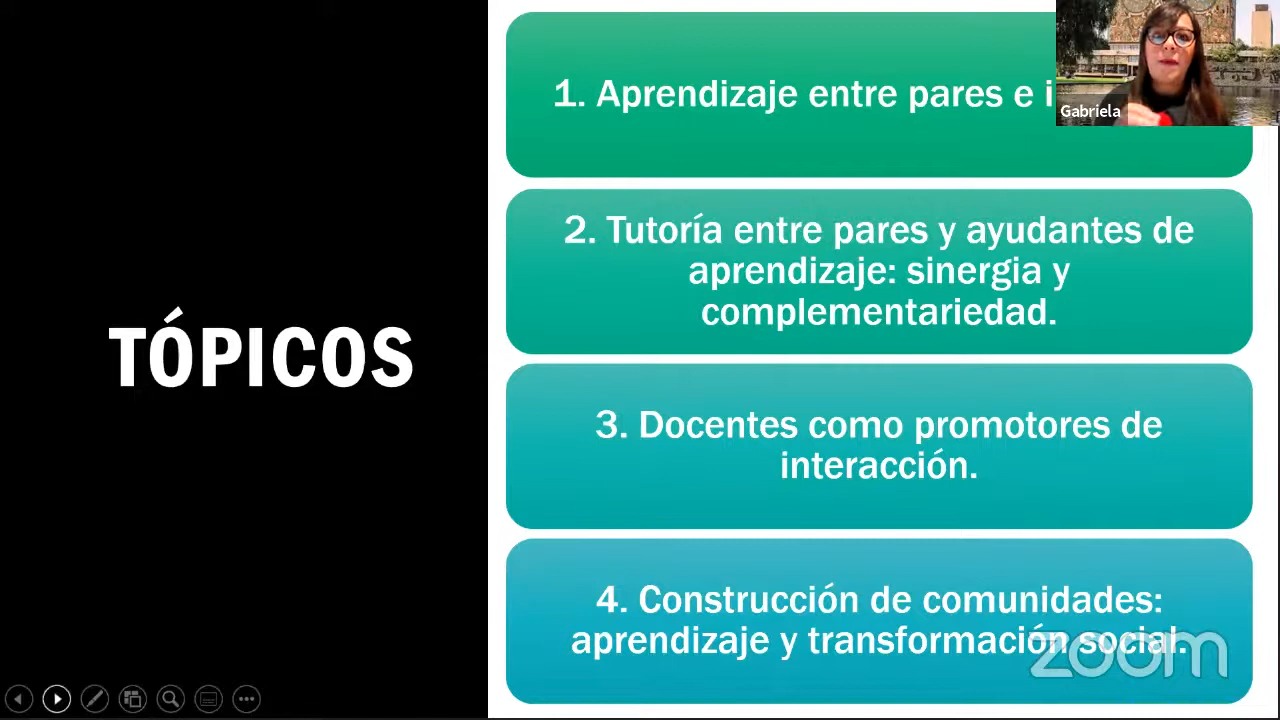 TÓPICOS
1. Aprendizaje entre pares e
Gabriela
2. Tutoría entre pares y ayudantes de
aprendizaje: sinergia y
complementariedad.
3. Docentes como promotores de
interacción.
4. Construcción de comunidades:
aprendizaje y transformación social.
zoom